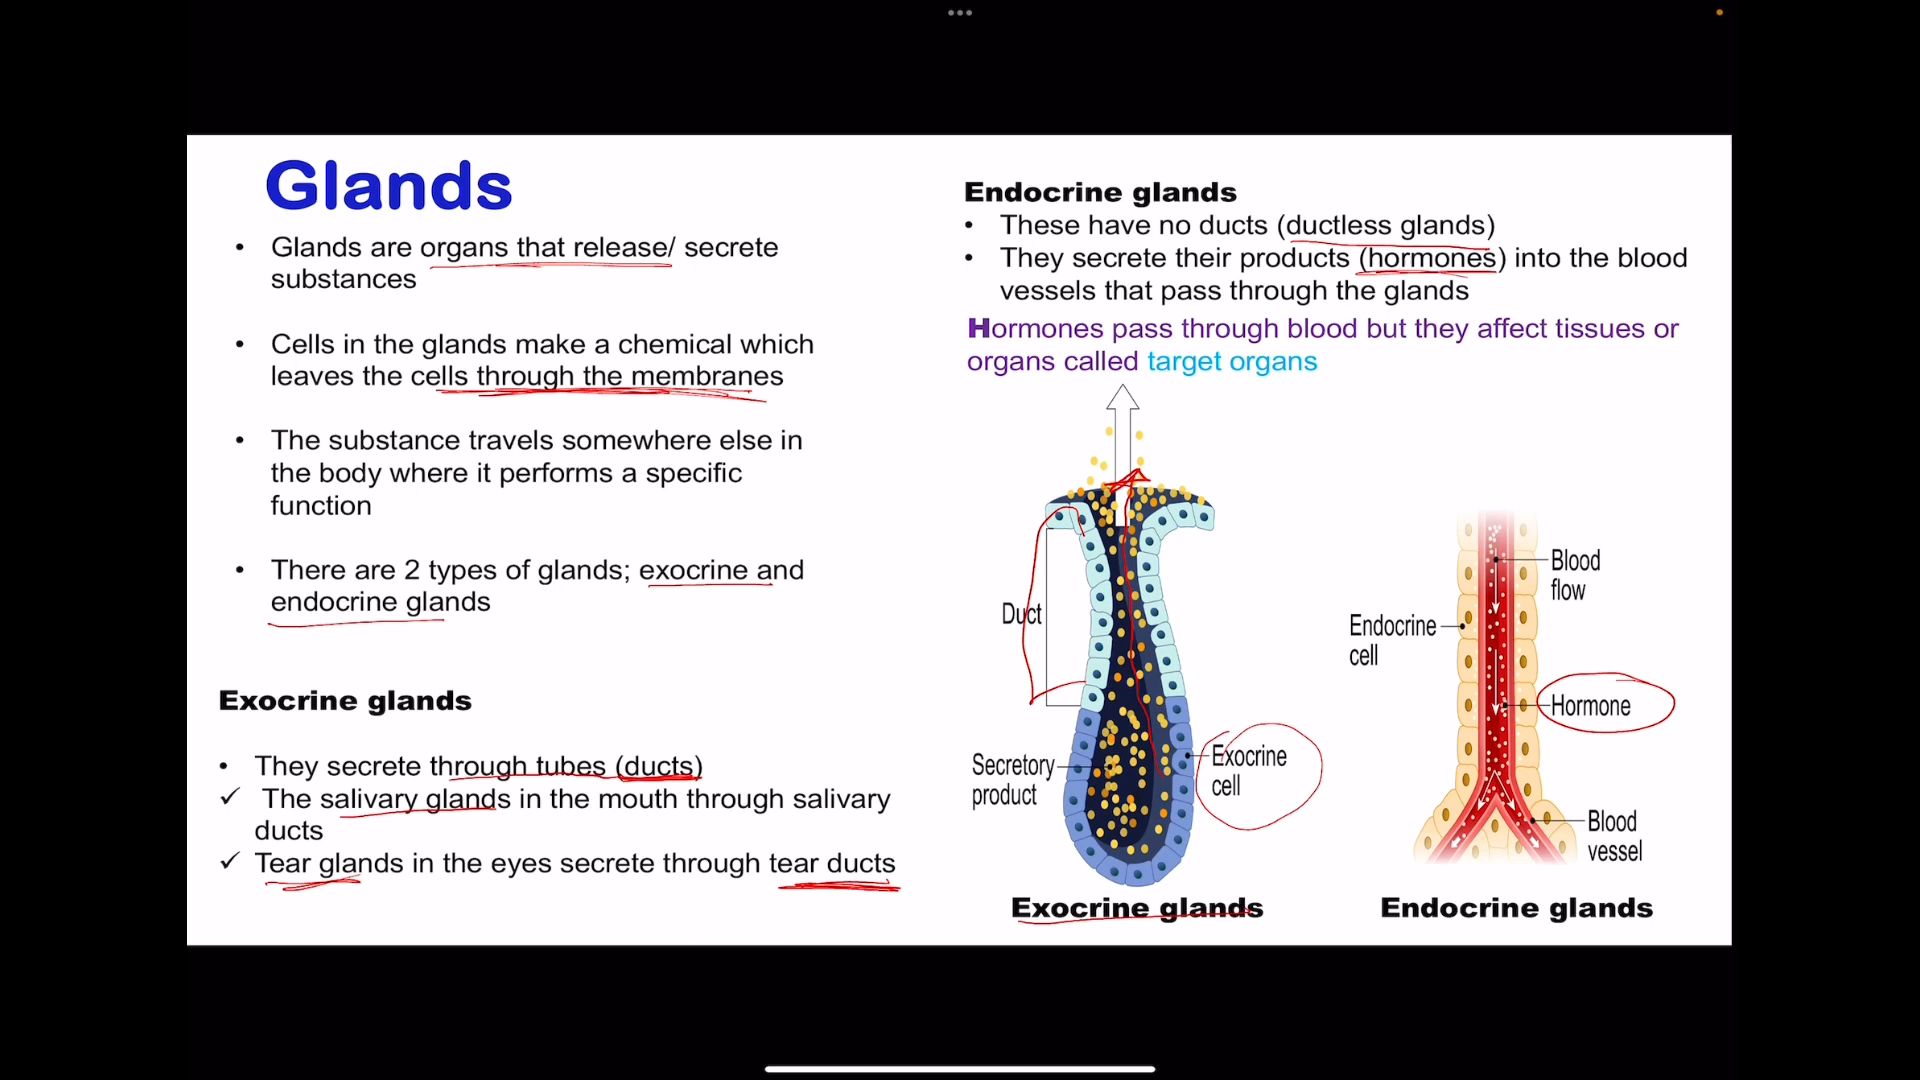 Glands
• Glands are organs that release/ secrete
substances
• Cells in the glands make a chemical which
leaves the cells through the membranes
• The substance travels somewhere else in
the body where it performs a specific
function
• There are 2 types of glands; exocrine and
endocrine glands
Exocrine glands
• They secrete through tubes (ducts)
✓ The salivary glands in the mouth through salivary
ducts
✓ Tear glands in the eyes secrete through tear ducts
Endocrine glands
• These have no ducts (ductless glands)
• They secrete their products (hormones) into the blood
vessels that pass through the glands
Hormones pass through blood but they affect tissues or
organs called target organs
Duct
Secretory
product
Exocrine
cell
Exocrine glands
Blood
flow
Endocrine
cell
Hormone
Blood
vessel
Endocrine glands